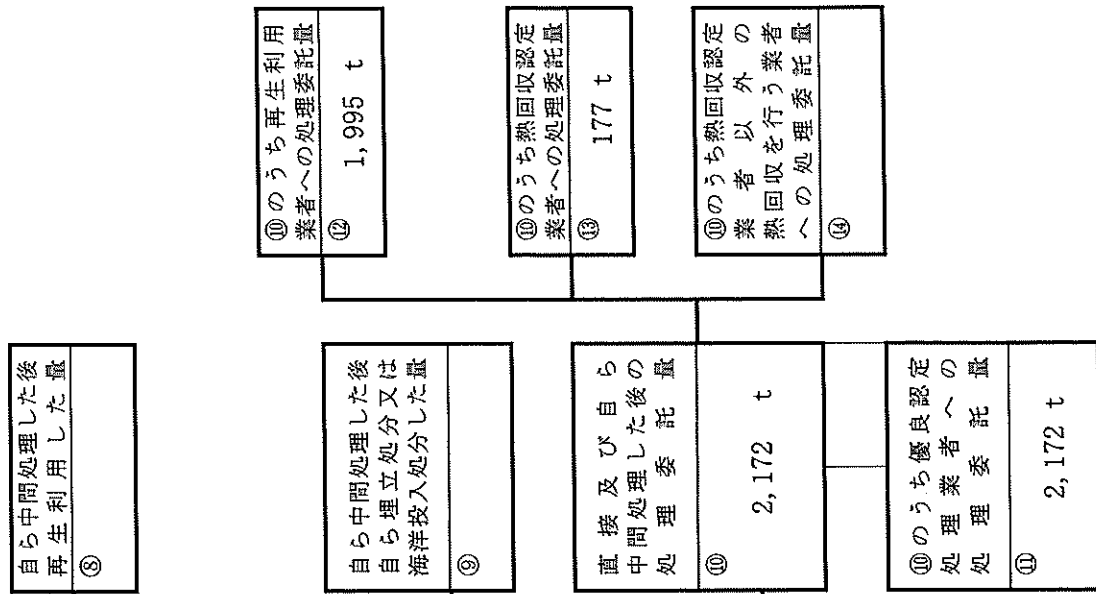 自ら中間処理した後
再生利用した量
⑧
自ら中間処理した後
自ら埋立処分又は
海洋投入処分した量
⑨
直接及び自ら
中間処理した後の
処理委託量
⑩
2,172 t
⑩のうち優良認定
処理業者への
処理委託量
⑪
2,172 t
⑩のうち再生利用
業者への処理委託量
⑫
1,995 t
⑩のうち熱回収認定
業者への処理委託量
⑬
177 t
⑩のうち熱回収認定
業者以外の
熱回収を行う業者
への処理委託量
⑭